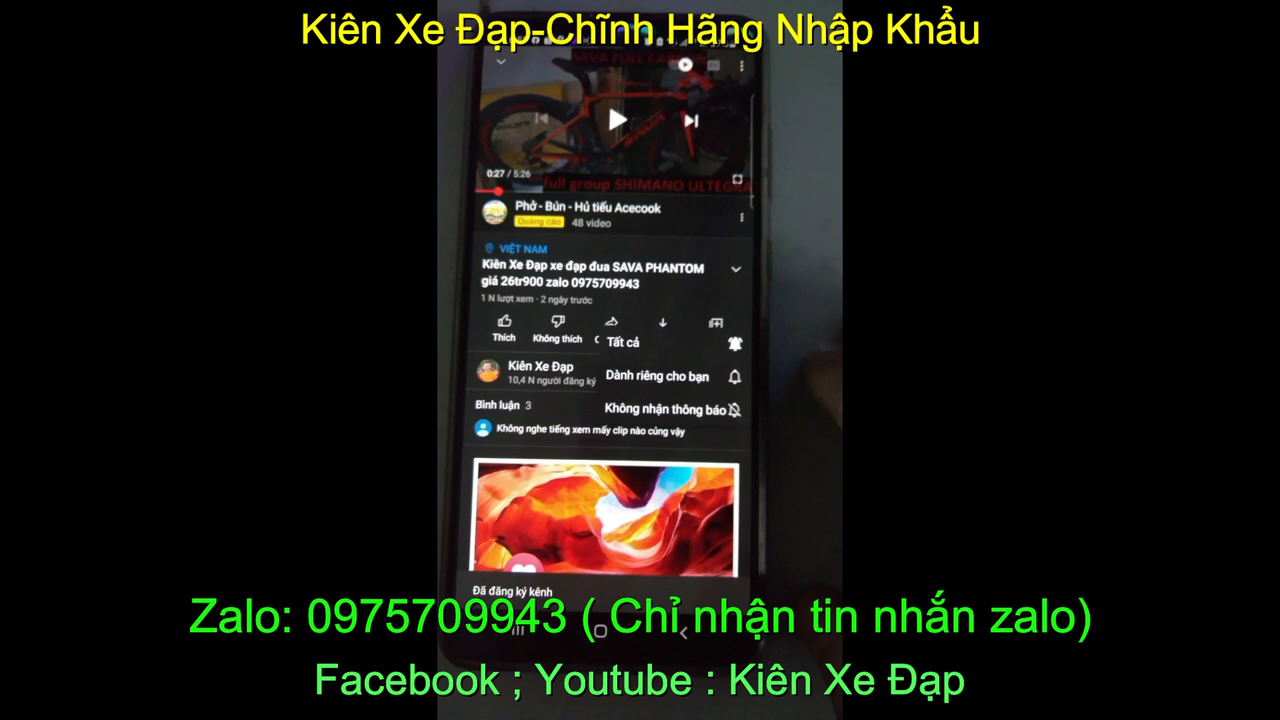 Kiên Xe Đạp-Chĩnh Hãng Nhập Khẩu
SAVA FULL
SAVA
0:27 / 5:26
full group SHIMANO ULTEGRA
Phở - Bún - Hủ tiếu Acecook
Quảng cáo 48 video
VIỆT NAM
Kiên Xe Đạp xe đạp đua SAVA PHANTOM
giá 26tr900 zalo 0975709943
1 N lượt xem · 2 ngày trước
Thích Không thích
Tất cả
Kiên Xe Đạp
10,4 N người đăng ký
Dành riêng cho bạn
Bình luận 3
Không nhận thông báo
Không nghe tiếng xem mấy clip nào củng vậy
Đã đăng ký kênh
Zalo: 0975709943 ( Chỉ nhận tin nhắn zalo)
Facebook ; Youtube : Kiên Xe Đạp